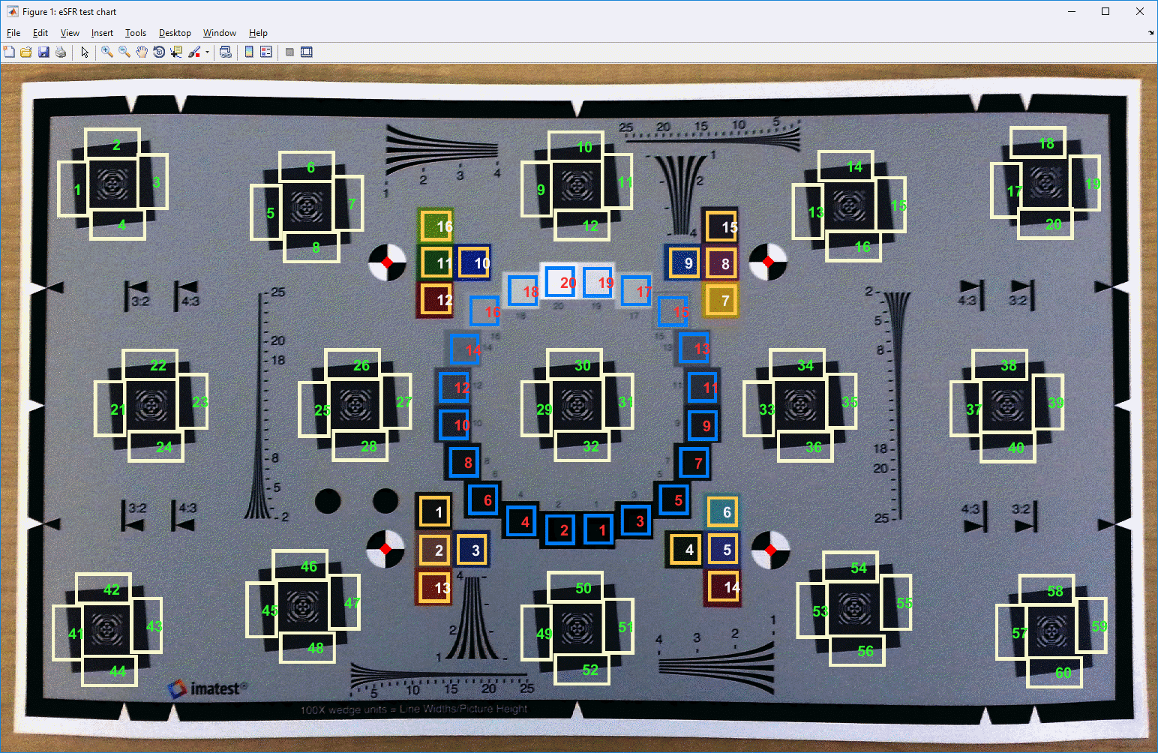 Figure 1: eSFR test chart
File Edit View Insert Tools Desktop Window Help
25 20 15 10 5
2 10 18
6 14
1 3 9 11 1 17 19
5 7 13 15
4 8 12 16 20
1 2 3 4
2
4
16 15
11 10 9 8
12 7
3:2 4:3
4:3 3:2
18 20 19 17
25 20 18 8 5 2
2 5 8 18 20 25
14 13
22 26 30 34 38
21 23 25 27 29 31 33 35 37 39
24 28 32 36 40
12 11
10 9
8 7
6 5
4 2 1 3
3:2 4:3
4:3 3:2
1 6
2 3 4 5
13 14
42 46 50 54 58
41 43 45 47 49 51 53 55 57 59
44 48 52 56 60
4
2
1
4 3 2 1
imatest®
5 10 15 20 25
100X wedge units = Line Widths/Picture Height